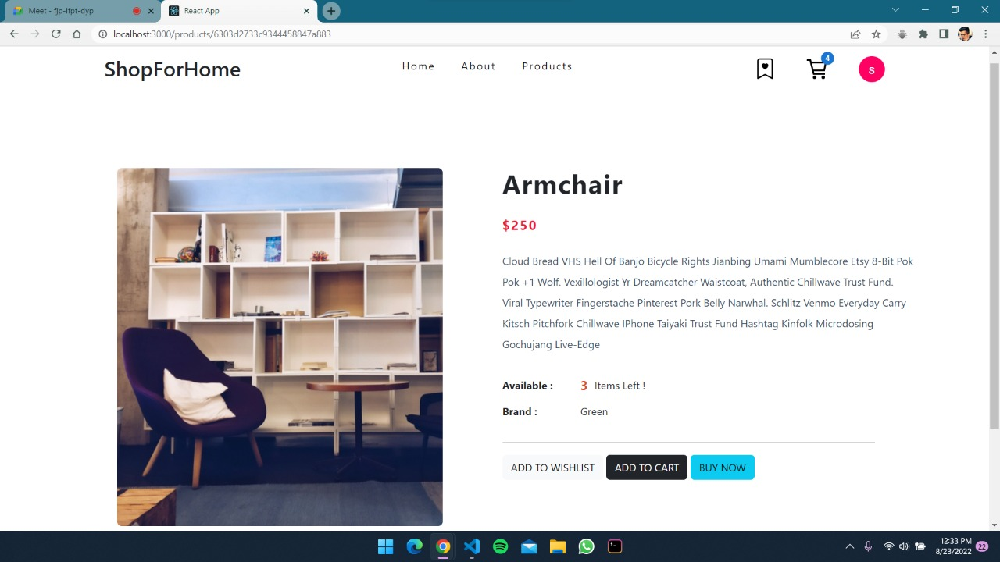 Meet - fjp-ifpt-dyp
React App
localhost:3000/products/6303d2733c9344458847a883
ShopForHome
Home About Products
4
S
Armchair
$250
Cloud Bread VHS Hell Of Banjo Bicycle Rights Jianbing Umami Mumblecore Etsy 8-Bit Pok
Pok +1 Wolf. Vexillologist Yr Dreamcatcher Waistcoat, Authentic Chillwave Trust Fund.
Viral Typewriter Fingerstache Pinterest Pork Belly Narwhal. Schlitz Venmo Everyday Carry
Kitsch Pitchfork Chillwave IPhone Taiyaki Trust Fund Hashtag Kinfolk Microdosing
Gochujang Live-Edge
Available : 3 Items Left !
Brand : Green
ADD TO WISHLIST ADD TO CART BUY NOW
12:33 PM
8/23/2022
22